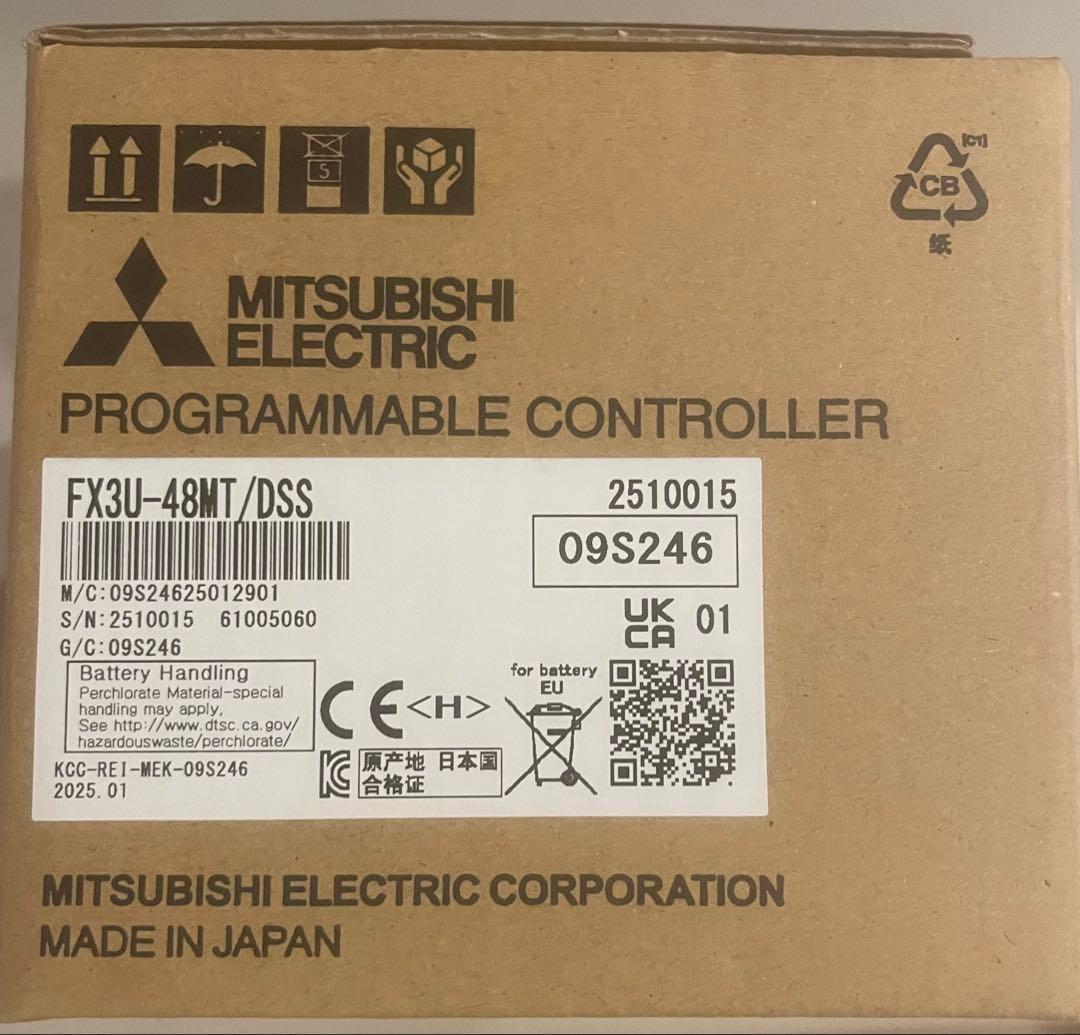 5
[C1]
CB
纸
MITSUBISHI
ELECTRIC
PROGRAMMABLE CONTROLLER
FX3U-48MT/DSS
2510015
09S246
M/C:09S24625012901
S/N:2510015 61005060
G/C:09S246
UK
CA
01
Battery Handling
Perchlorate Material-special
handling may apply,
See http://www.dtsc.ca.gov/
hazardouswaste/perchlorate/
CE
<H>
for battery
EU
KCC-REI-MEK-09S246
2025.01
原产地 日本国
合格证
MITSUBISHI ELECTRIC CORPORATION
MADE IN JAPAN